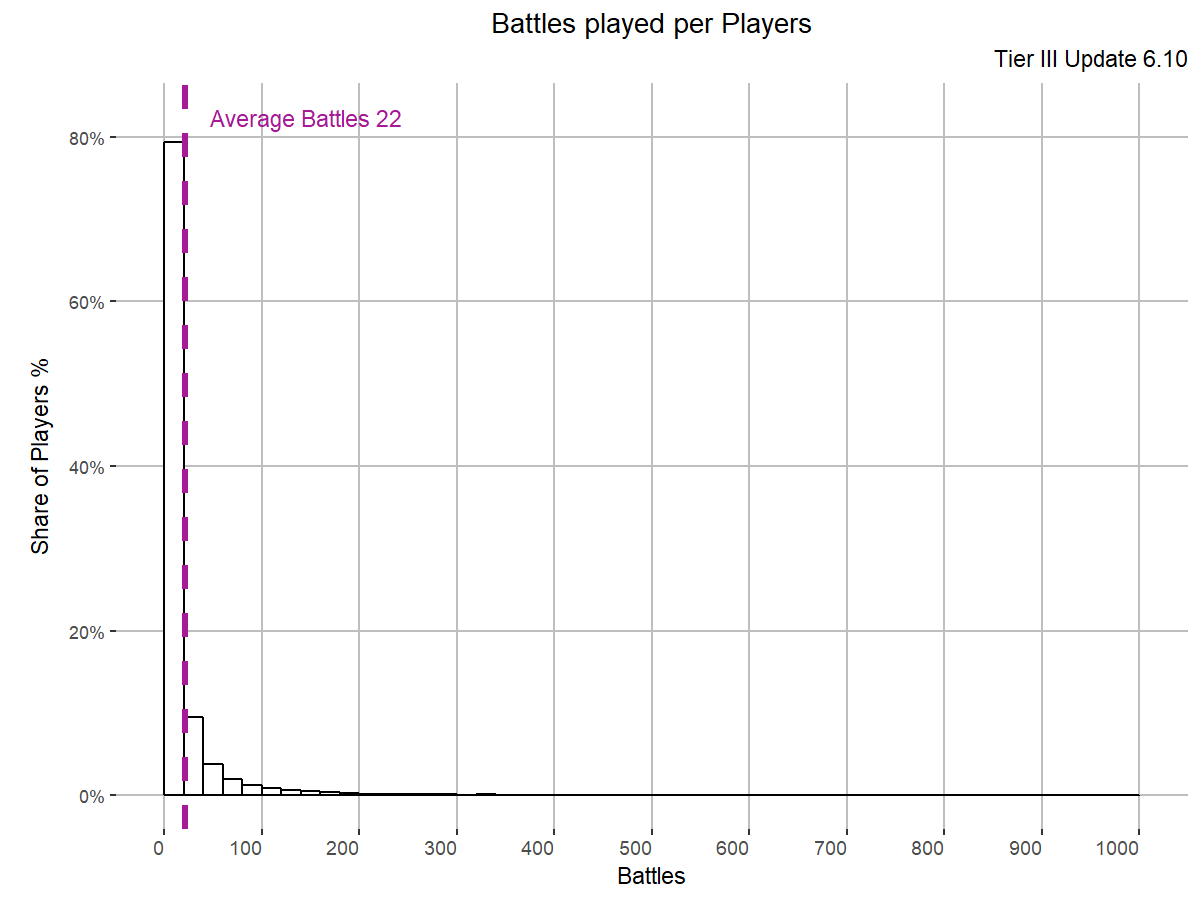 Battles played per Players
Tier III Update 6.10
Average Battles 22
80%
60%
40%
20%
0%
Share of Players %
0 100 200 300 400 500 600 700 800 900 1000
Battles